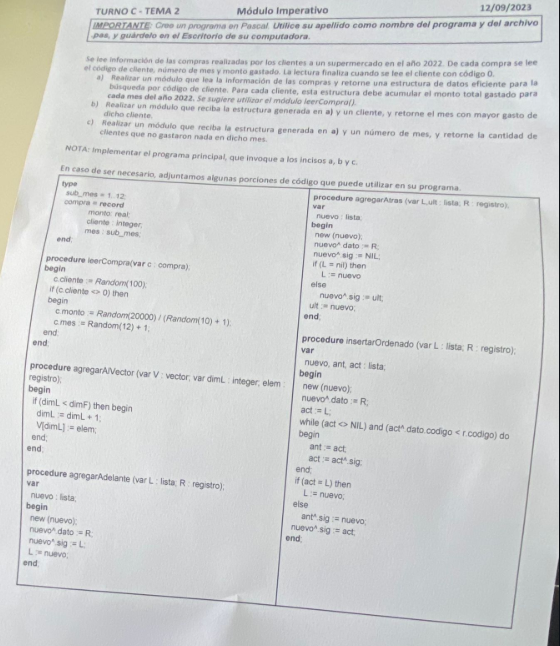 TURNO C - TEMA 2 Módulo Imperativo 12/09/2023
IMPORTANTE: Cree un programa en Pascal. Utilice su apellido como nombre del programa y del archivo
.pas, y guárdelo en el Escritorio de su computadora.
Se lee información de las compras realizadas por los clientes a un supermercado en el año 2022. De cada compra se lee
el código de cliente, número de mes y monto gastado. La lectura finaliza cuando se lee el cliente con código 0.
a) Realizar un módulo que lea la información de las compras y retorne una estructura de datos eficiente para la
búsqueda por código de cliente. Para cada cliente, esta estructura debe acumular el monto total gastado para
cada mes del año 2022. Se sugiere utilizar el módulo leerCompra().
b) Realizar un módulo que reciba la estructura generada en a) y un cliente, y retorne el mes con mayor gasto de
dicho cliente.
c) Realizar un módulo que reciba la estructura generada en a) y un número de mes, y retorne la cantidad de
clientes que no gastaron nada en dicho mes.
NOTA: Implementar el programa principal, que invoque a los incisos a, b y c.
En caso de ser necesario, adjuntamos algunas porciones de código que puede utilizar en su programa.
type
sub_mes = 1..12;
compra = record
monto: real;
cliente : integer;
mes : sub_mes;
end;
procedure leerCompra(var c : compra);
begin
c.cliente := Random(100);
if (c.cliente <> 0) then
begin
c.monto := Random(20000) / (Random(10) + 1);
c.mes := Random(12) + 1;
end;
end;
procedure agregarAlVector (var V : vector; var dimL : integer; elem :
registro);
begin
if (dimL < dimF) then begin
dimL := dimL + 1;
V[dimL] := elem;
end;
end;
procedure agregarAdelante (var L : lista; R : registro);
var
nuevo : lista;
begin
new (nuevo);
nuevo^.dato := R;
nuevo^.sig := L;
L := nuevo;
end;
procedure agregarAtras (var L,ult : lista; R : registro);
var
nuevo : lista;
begin
new (nuevo);
nuevo^.dato := R;
nuevo^.sig := NIL;
if (L = nil) then
L := nuevo
else
nuevo^.sig := ult;
ult := nuevo;
end;
procedure insertarOrdenado (var L : lista; R : registro);
var
nuevo, ant, act : lista;
begin
new (nuevo);
nuevo^.dato := R;
act := L;
while (act <> NIL) and (act^.dato.codigo < r.codigo) do
begin
ant := act;
act := act^.sig;
end;
if (act = L) then
L := nuevo;
else
ant^.sig := nuevo;
nuevo^.sig := act;
end;